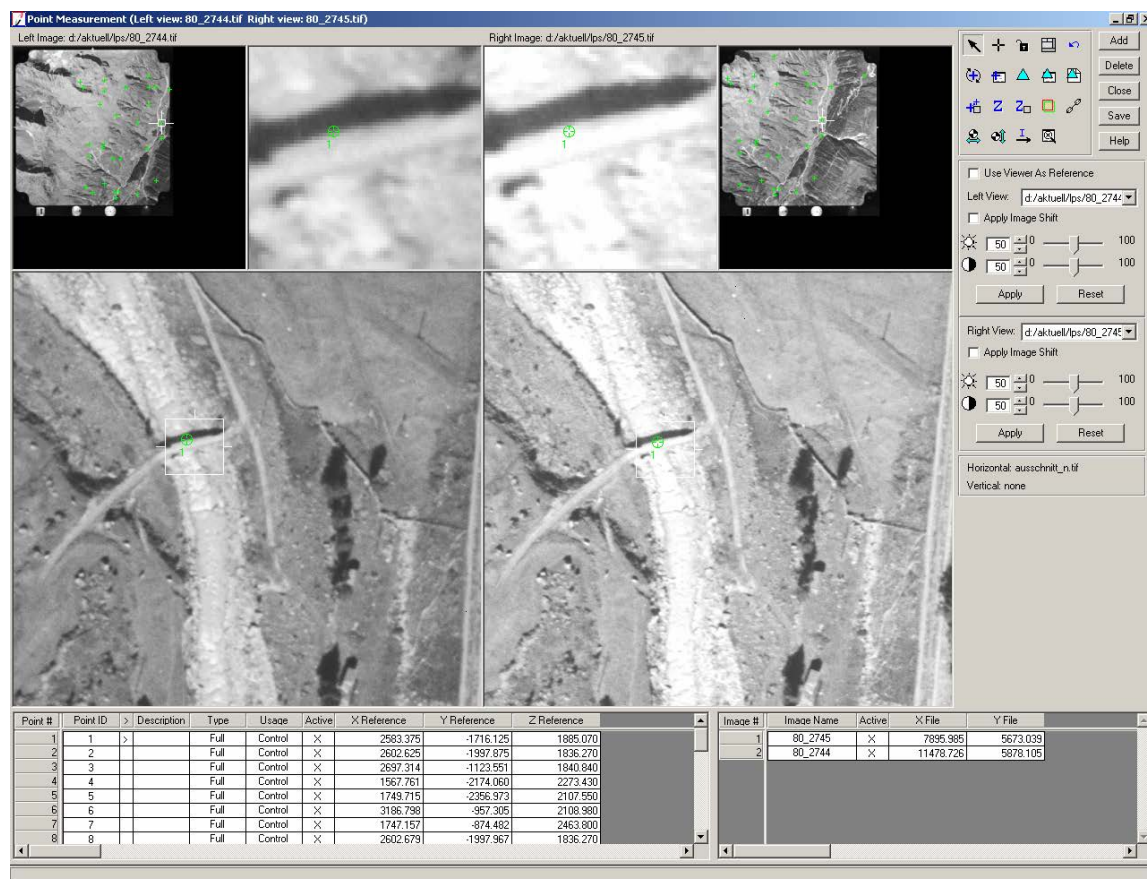 Point Measurement (Left view: 80_2744.tif Right view: 80_2745.tif)
Left Image: d:/aktuell/lps/80_2744.tif
Right Image: d:/aktuell/lps/80_2745.tif
1
1
1
1
Add
Delete
Close
Save
Help
Use Viewer As Reference
Left View: d:/aktuell/lps/80_2744
Apply Image Shift
50 0 100
50 0 100
Apply Reset
Right View: d:/aktuell/lps/80_2745
Apply Image Shift
50 0 100
50 0 100
Apply Reset
Horizontal: ausschnitt_n.tif
Vertical: none
Point # Point ID > Description Type Usage Active X Reference Y Reference Z Reference
1 1 > Full Control X 2583.375 -1716.125 1885.070
2 2 Full Control X 2602.625 -1997.875 1836.270
3 3 Full Control X 2697.314 -1123.551 1840.840
4 4 Full Control X 1567.761 -2174.060 2273.430
5 5 Full Control X 1749.715 -2356.973 2107.550
6 6 Full Control X 3186.798 -957.305 2108.980
7 7 Full Control X 1747.157 -874.482 2463.800
8 8 Full Control X 2602.679 -1997.967 1836.270
Image # Image Name Active X File Y File
1 80_2745 X 7895.985 5673.039
2 80_2744 X 11478.726 5878.105